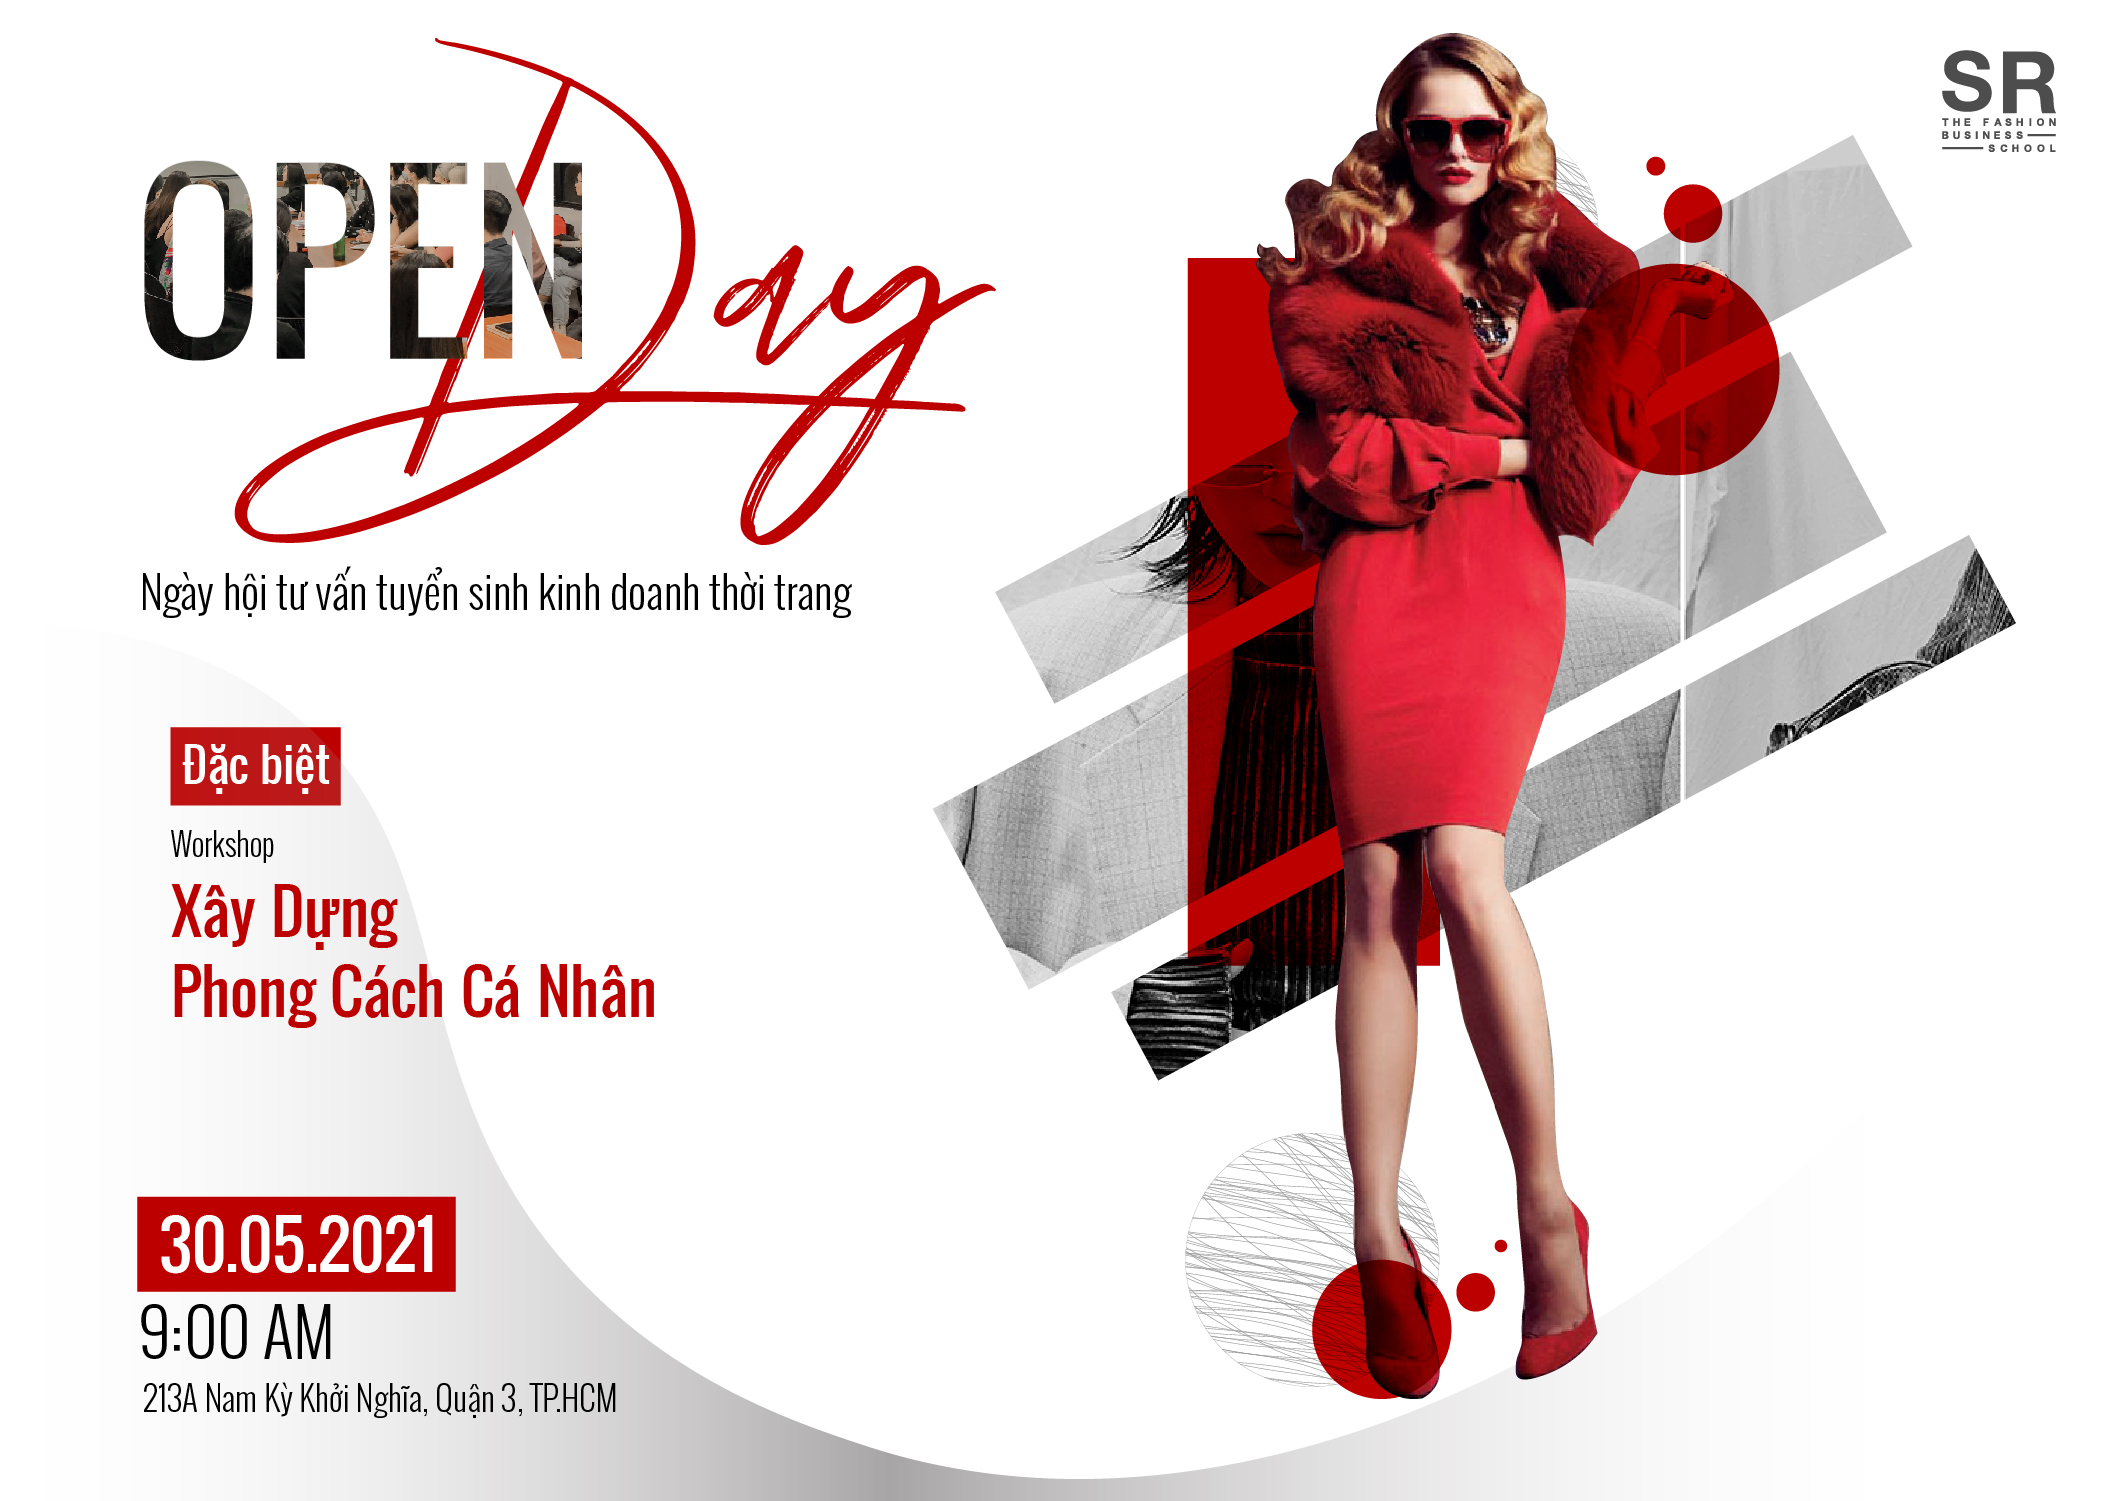 OPEN Day
SR
THE FASHION
BUSINESS
SCHOOL
Ngày hội tư vấn tuyển sinh kinh doanh thời trang
Đặc biệt
Workshop
Xây Dựng
Phong Cách Cá Nhân
30.05.2021
9:00 AM
213A Nam Kỳ Khởi Nghĩa, Quận 3, TP.HCM